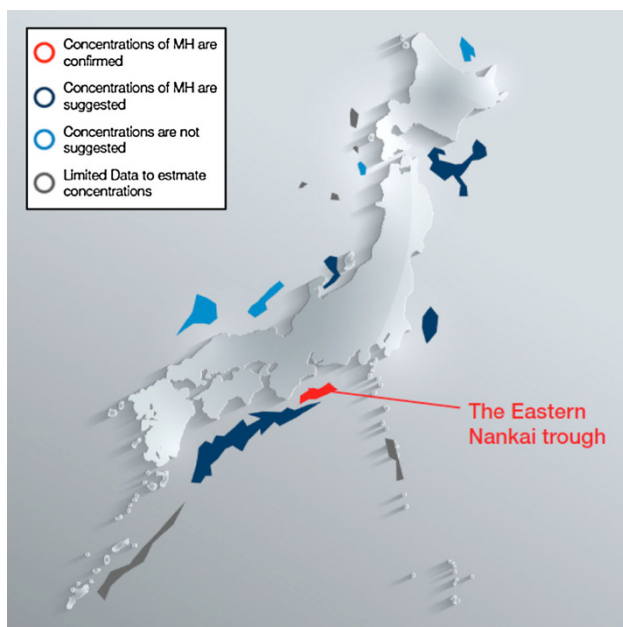 Concentrations of MH are
confirmed
Concentrations of MH are
suggested
Concentrations are not
suggested
Limited Data to estmate
concentrations
The Eastern
Nankai trough